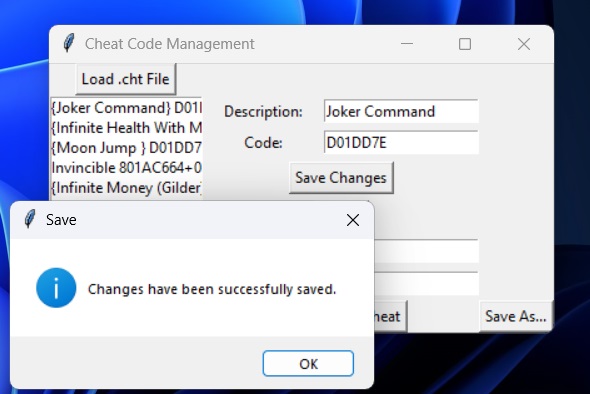 Cheat Code Management
Load .cht File
{Joker Command} D01
Description:
Joker Command
{Infinite Health With M
Code:
D01DD7E
{Moon Jump } D01DD7
Invincible 801AC664+0
Save Changes
{Infinite Money (Gilder)
Save
Changes have been successfully saved.
heat
Save As...
OK